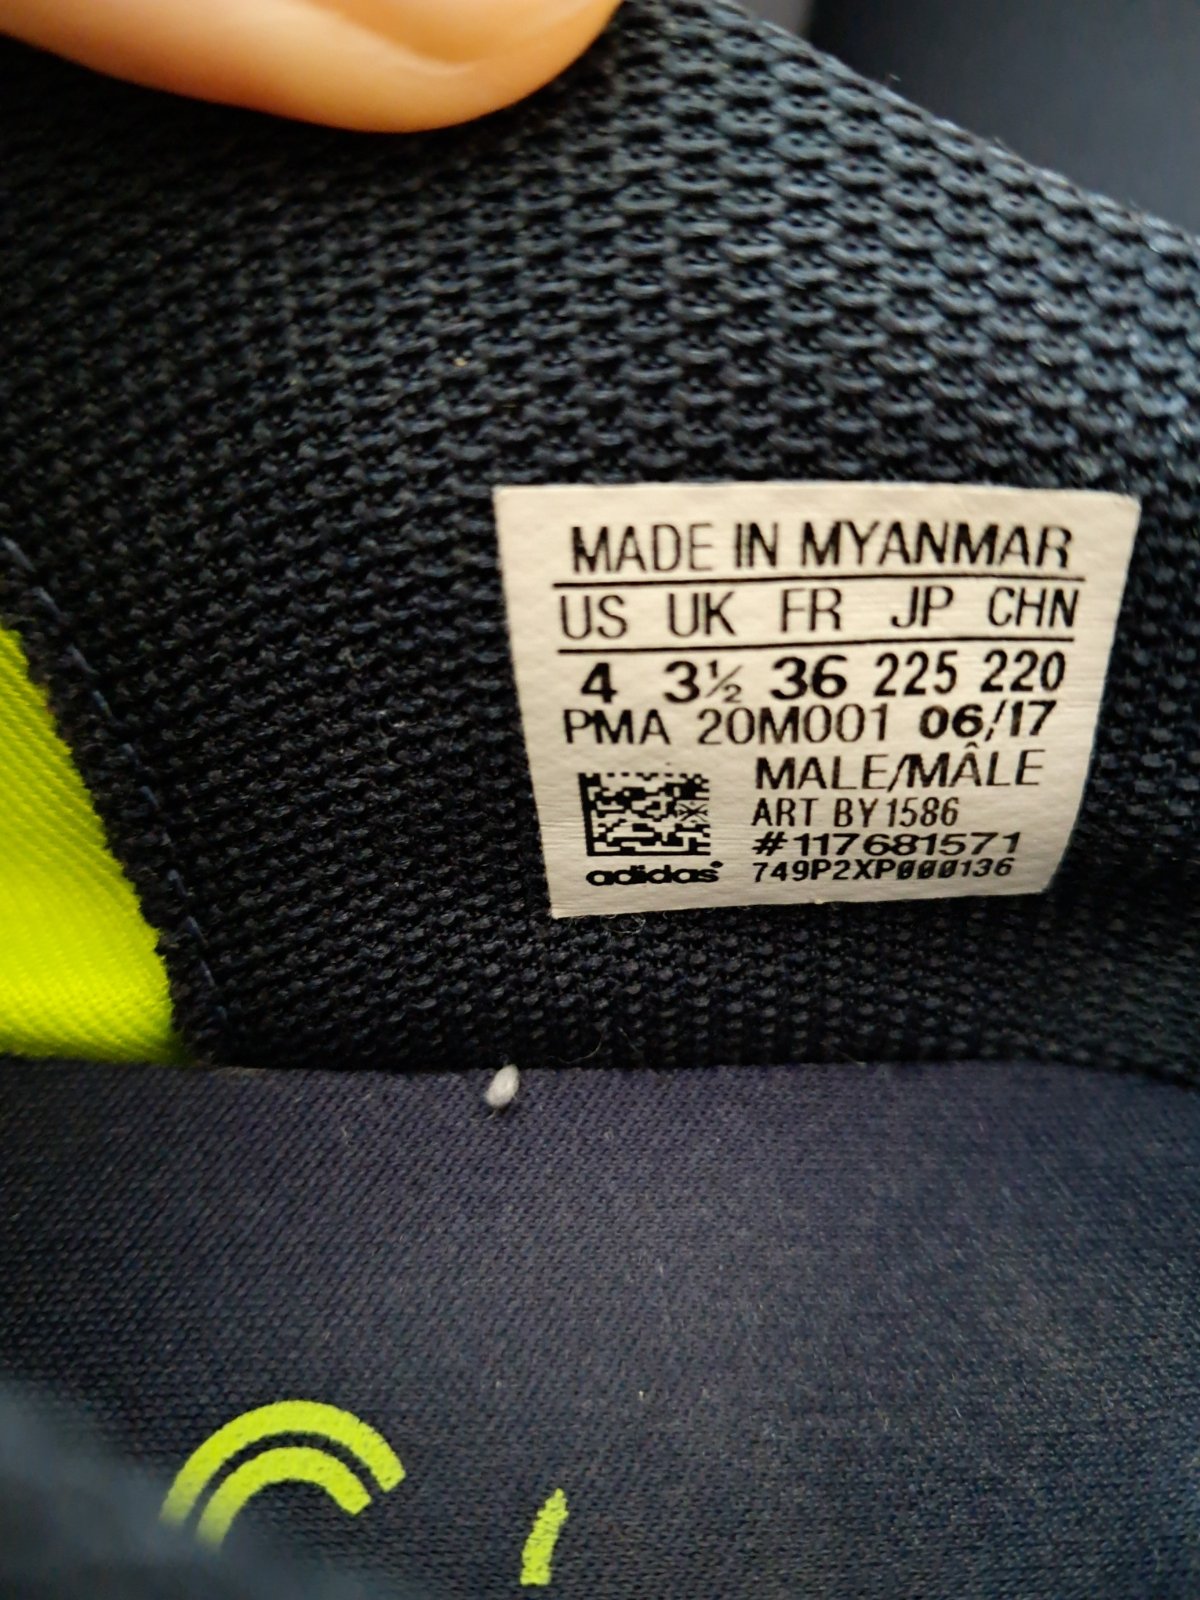 MADE IN MYANMAR
US UK FR JP CHN
4 3½ 36 225 220
PMA 20M001 06/17
MALE/MÂLE
ART BY1586
#117681571
adidas 749P2XP000136